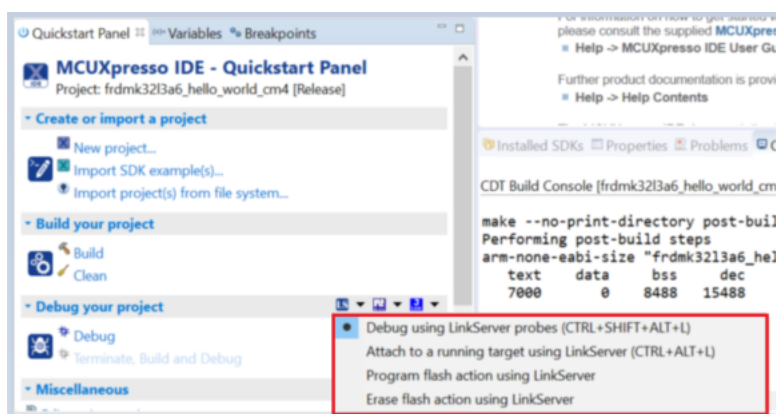 Quickstart Panel
Variables
Breakpoints
MCUXpresso IDE - Quickstart Panel
Project: frdmk32l3a6_hello_world_cm4 [Release]
Create or import a project
New project...
Import SDK example(s)...
Import project(s) from file system...
Build your project
Build
Clean
Debug your project
LS
Debug
Terminate, Build and Debug
Miscellaneous
please consult the supplied MCUXpres
Help -> MCUXpresso IDE User Gu
Further product documentation is provi
Help -> Help Contents
Installed SDKs
Properties
Problems
CDT Build Console [frdmk32l3a6_hello_world_cm
make --no-print-directory post-buil
Performing post-build steps
arm-none-eabi-size "frdmk32l3a6_hel
text data bss dec
7000 0 8488 15488
Debug using LinkServer probes (CTRL+SHIFT+ALT+L)
Attach to a running target using LinkServer (CTRL+ALT+L)
Program flash action using LinkServer
Erase flash action using LinkServer